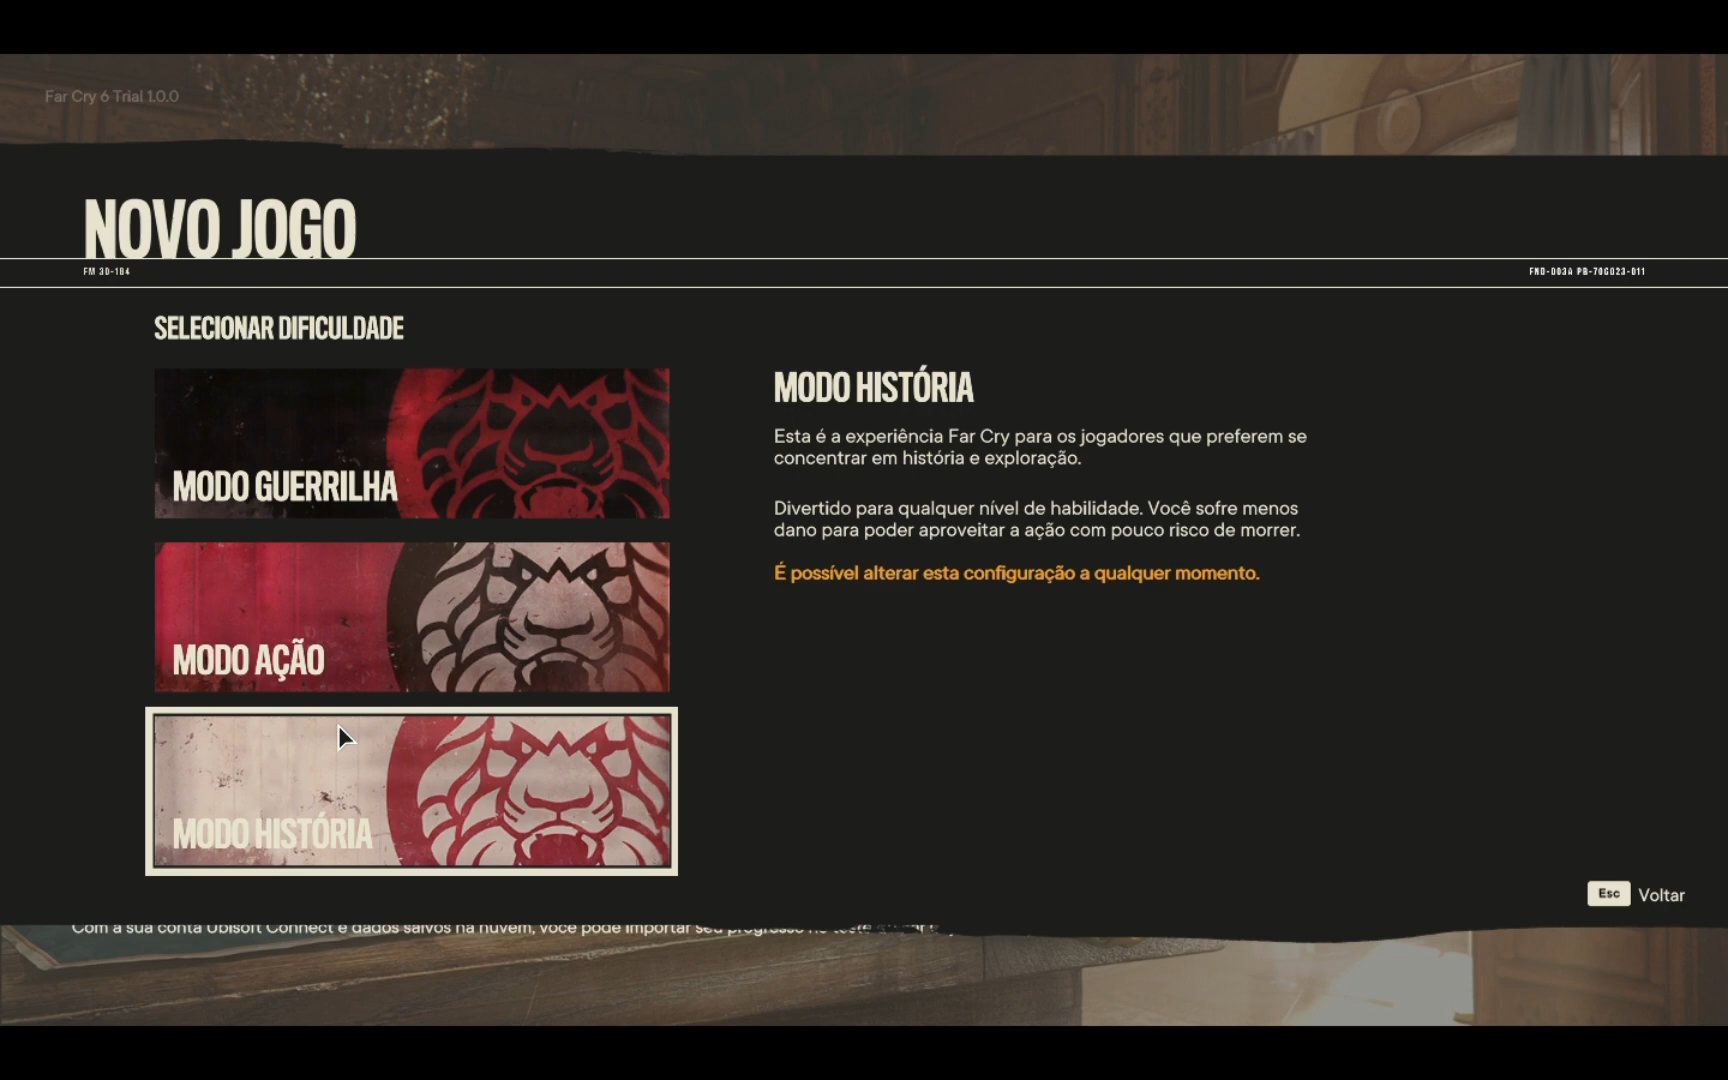 Far Cry 6 Trial 1.0.0
NOVO JOGO
FM 30-184
FND-D03A PB-70G023-011
SELECIONAR DIFICULDADE
MODO GUERRILHA
MODO AÇÃO
MODO HISTÓRIA
MODO HISTÓRIA
Esta é a experiência Far Cry para os jogadores que preferem se
concentrar em história e exploração.
Divertido para qualquer nível de habilidade. Você sofre menos
dano para poder aproveitar a ação com pouco risco de morrer.
É possível alterar esta configuração a qualquer momento.
Esc Voltar
Com a sua conta Ubisoft Connect e dados salvos na nuvem, você pode importar seu progresso no